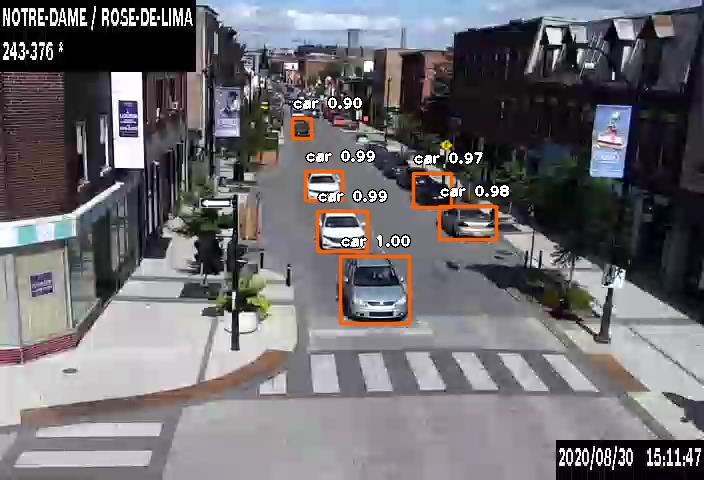 NOTRE-DAME / ROSE-DE-LIMA
243-376 *
car 0.90
car 0.99
car 0.97
car 0.99
car 0.98
car 1.00
2020/08/30 15:11:47